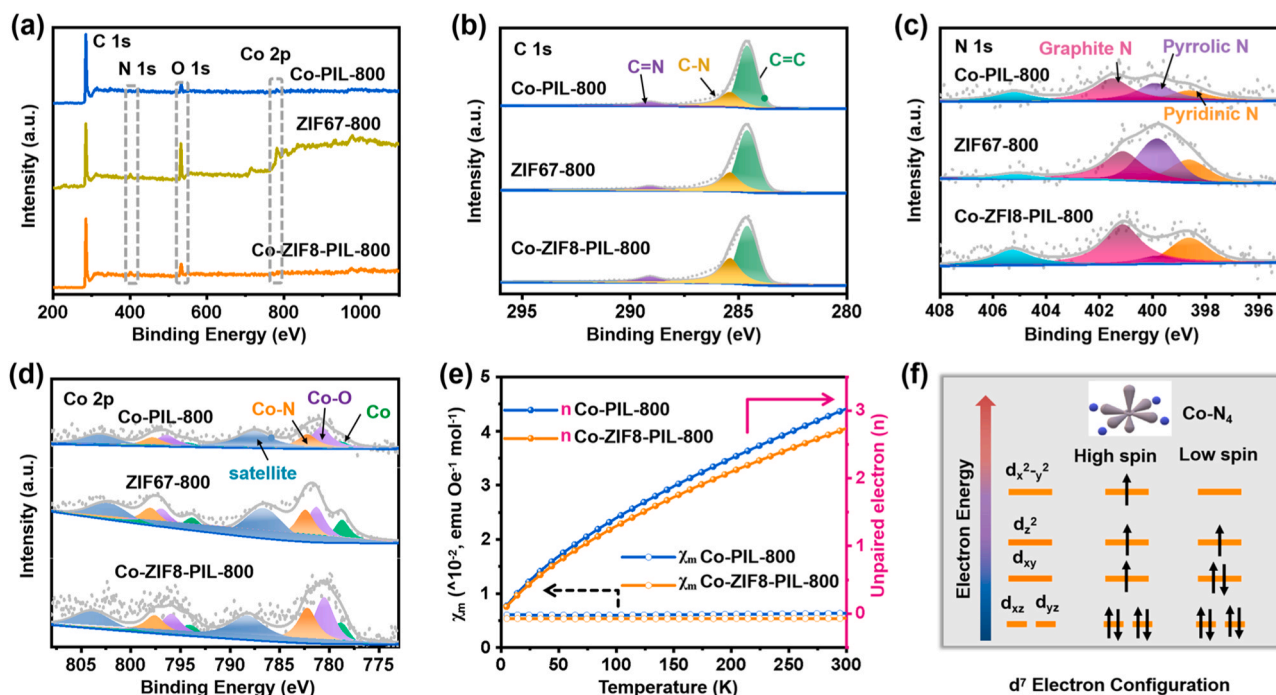 (a)
C 1s
N 1s
O 1s
Co 2p
Co-PIL-800
ZIF67-800
Co-ZIF8-PIL-800
Intensity (a.u.)
200 400 600 800 1000
Binding Energy (eV)
(b)
C 1s
C=N
C-N
C=C
Co-PIL-800
ZIF67-800
Co-ZIF8-PIL-800
Intensity (a.u.)
295 290 285 280
Binding Energy (eV)
(c)
N 1s
Graphite N
Pyrrolic N
Co-PIL-800
Pyridinic N
ZIF67-800
Co-ZFI8-PIL-800
Intensity (a.u.)
408 406 404 402 400 398 396
Binding Energy (eV)
(d)
Co 2p
Co-PIL-800
Co-N
Co-O
Co
satellite
ZIF67-800
Co-ZIF8-PIL-800
Intensity (a.u.)
805 800 795 790 785 780 775
Binding Energy (eV)
(e)
5
4
3
2
1
0
χm (^10-2, emu Oe-1 mol-1)
n Co-PIL-800
n Co-ZIF8-PIL-800
χm Co-PIL-800
χm Co-ZIF8-PIL-800
3
2
1
0
Unpaired electron (n)
0 50 100 150 200 250 300
Temperature (K)
(f)
Co-N4
High spin
Low spin
Electron Energy
dx2-y2
dz2
dxy
dxz
dyz
d7 Electron Configuration